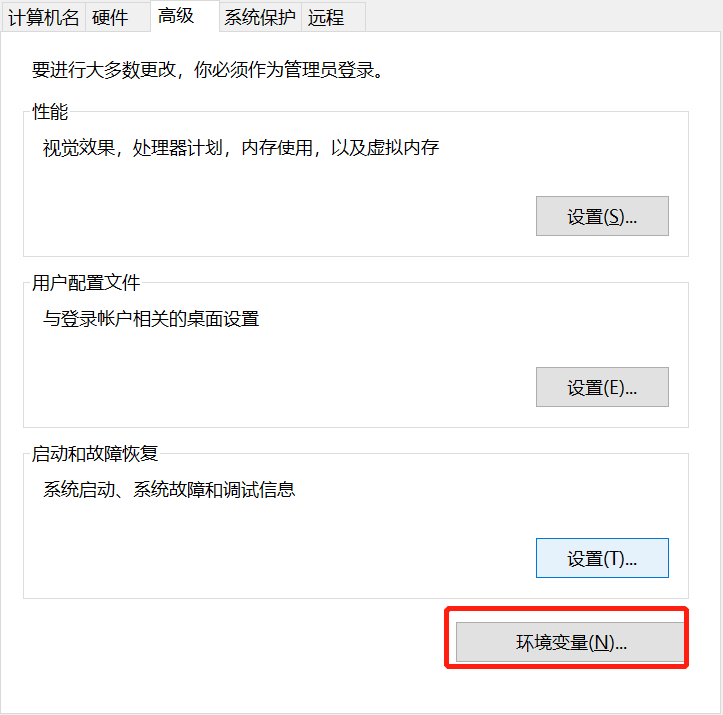 计算机名 硬件 高级 系统保护 远程
要进行大多数更改，你必须作为管理员登录。
性能
视觉效果，处理器计划，内存使用，以及虚拟内存
设置(S)...
用户配置文件
与登录帐户相关的桌面设置
设置(E)...
启动和故障恢复
系统启动、系统故障和调试信息
设置(T)...
环境变量(N)...